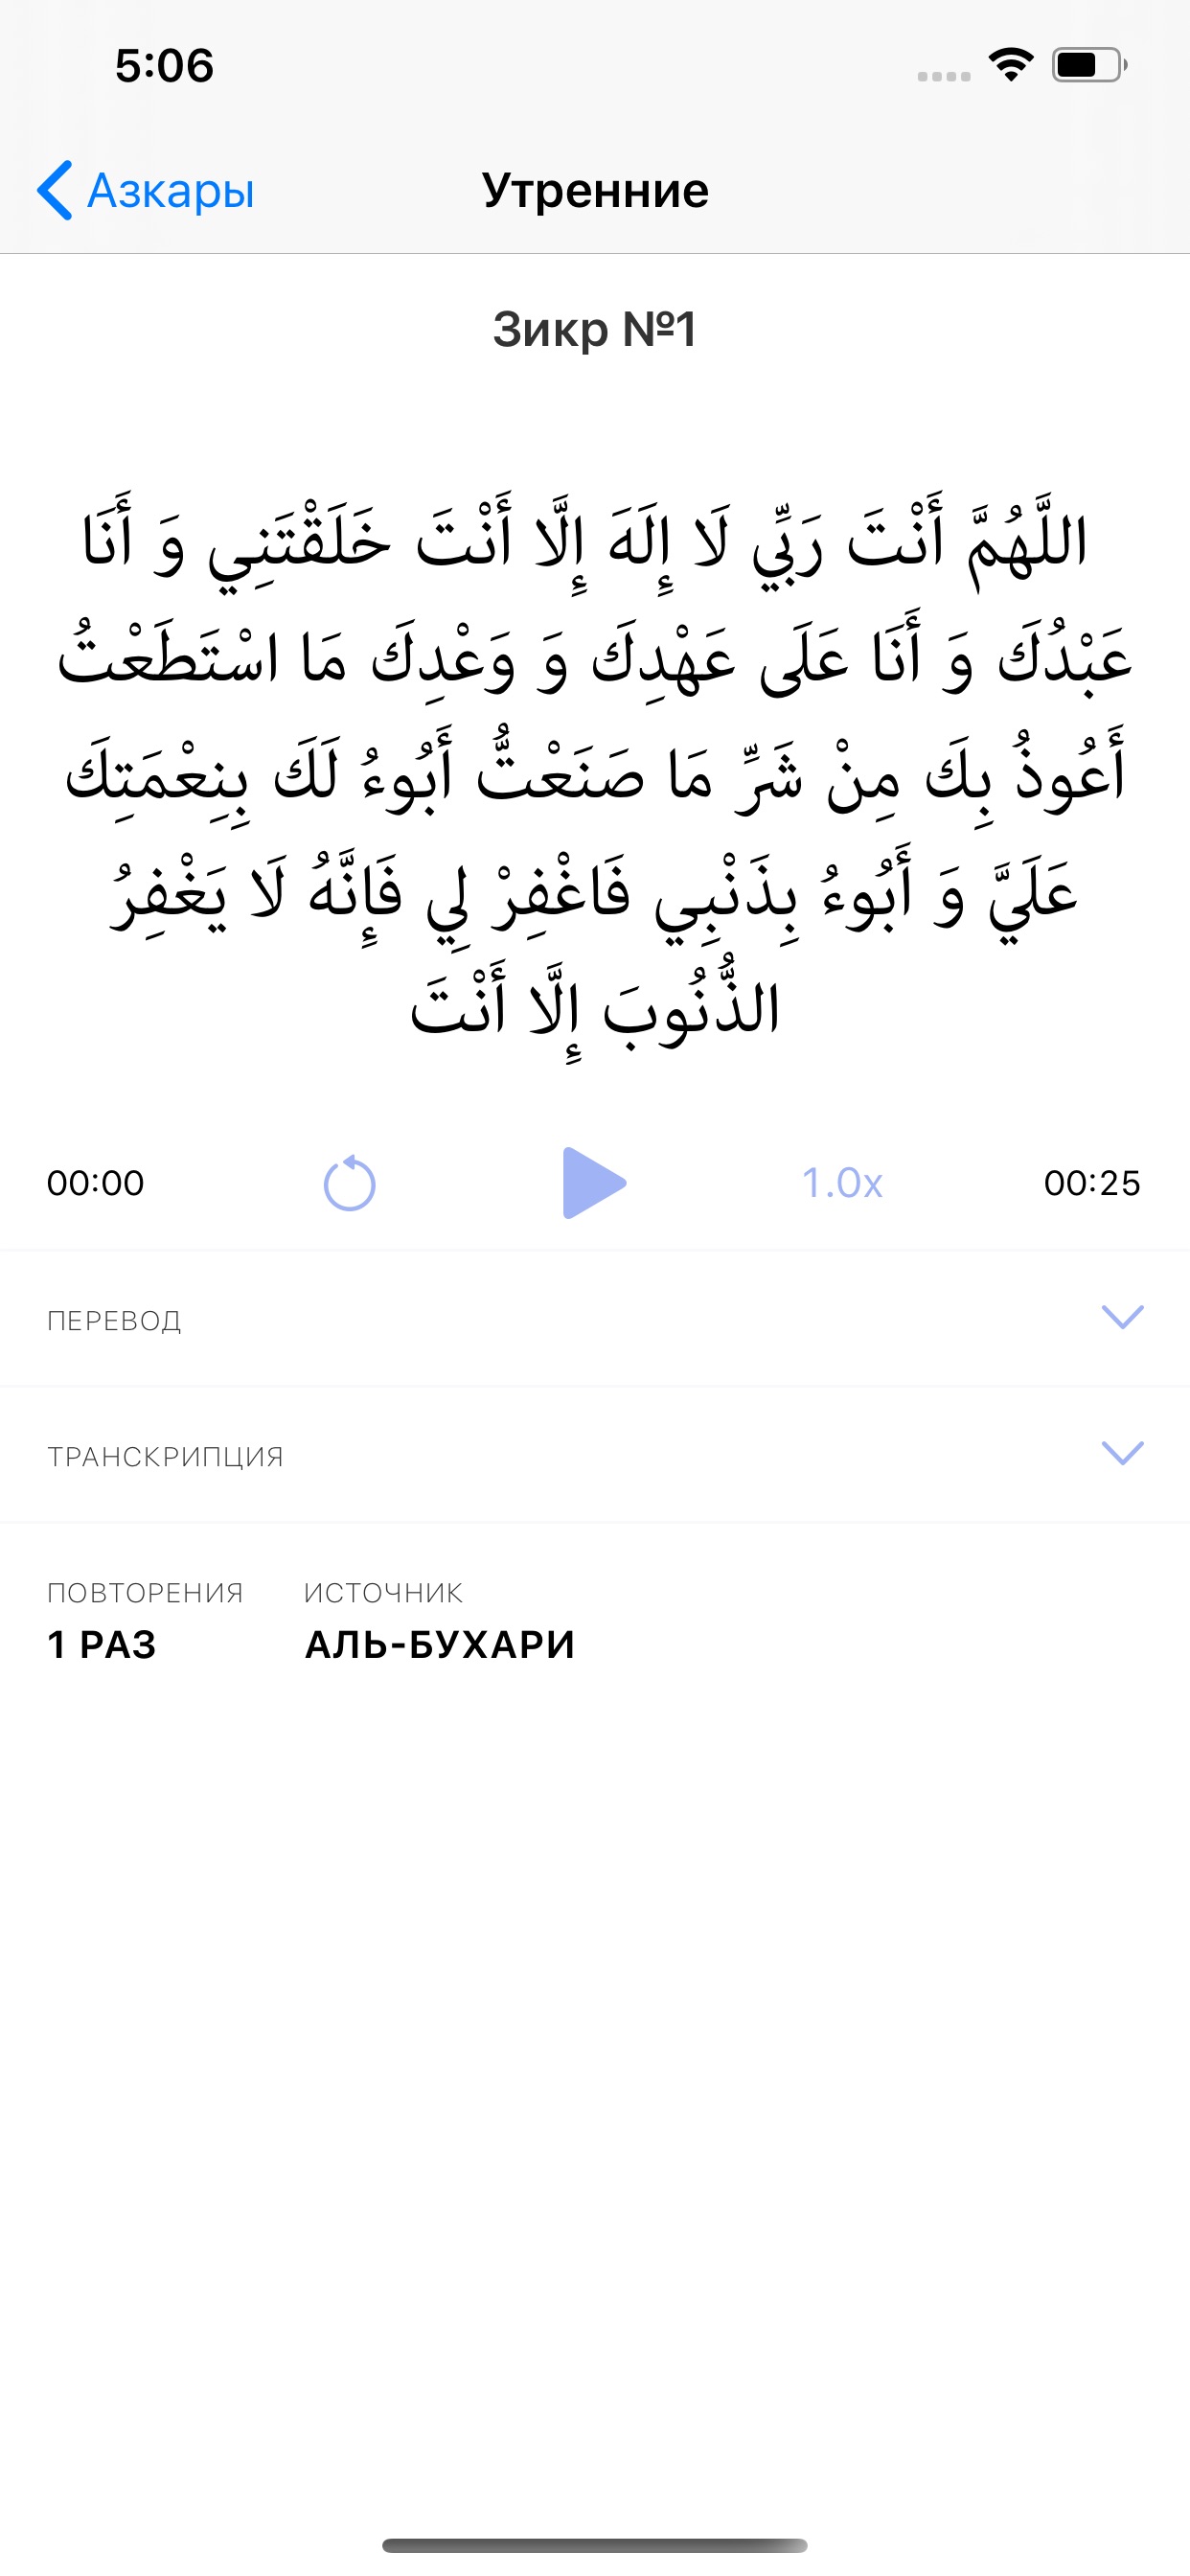 5:06
Азкары
Утренние
Зикр №1
اللَّهُمَّ أَنْتَ رَبِّي لَا إِلَهَ إِلَّا أَنْتَ خَلَقْتَنِي وَ أَنَا
عَبْدُكَ وَ أَنَا عَلَى عَهْدِكَ وَ وَعْدِكَ مَا اسْتَطَعْتُ
أَعُوذُ بِكَ مِنْ شَرِّ مَا صَنَعْتُّ أَبُوءُ لَكَ بِنِعْمَتِكَ
عَلَيَّ وَ أَبُوءُ بِذَنْبِي فَاغْفِرْ لِي فَإِنَّهُ لَا يَغْفِرُ
الذُّنُوبَ إِلَّا أَنْتَ
00:00 1.0x 00:25
ПЕРЕВОД
ТРАНСКРИПЦИЯ
ПОВТОРЕНИЯ ИСТОЧНИК
1 РАЗ АЛЬ-БУХАРИ